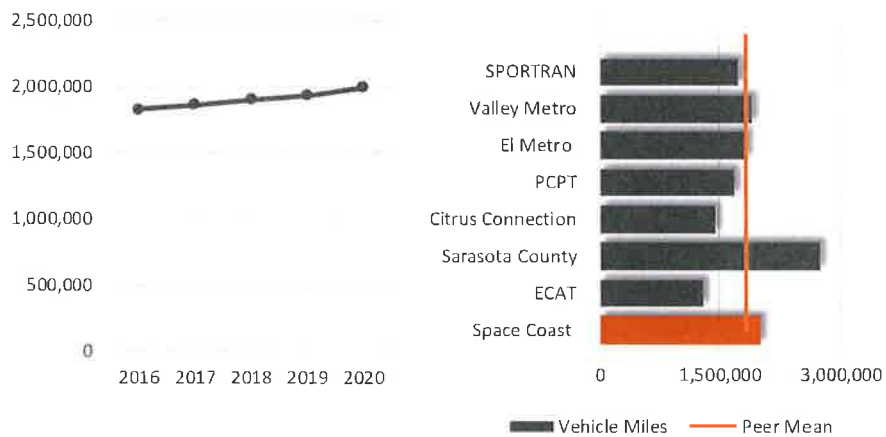 2,500,000
2,000,000
1,500,000
1,000,000
500,000
0
2016 2017 2018 2019 2020
SPORTRAN
Valley Metro
El Metro
PCPT
Citrus Connection
Sarasota County
ECAT
Space Coast
0 1,500,000 3,000,000
Vehicle Miles Peer Mean